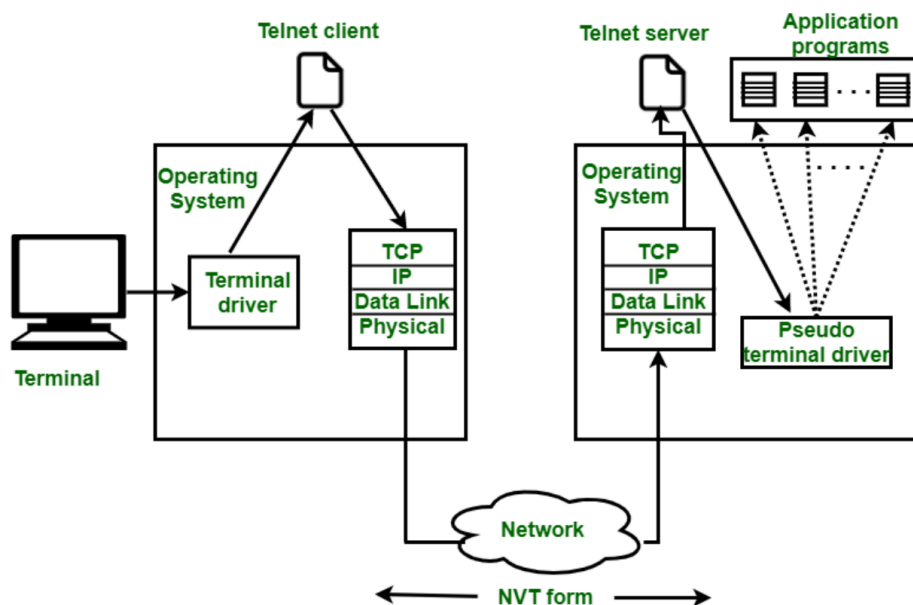 Telnet client
Telnet server
Application
programs
Operating
System
Operating
System
TCP
IP
Data Link
Physical
Terminal
driver
TCP
IP
Data Link
Physical
Pseudo
terminal driver
Terminal
Network
NVT form